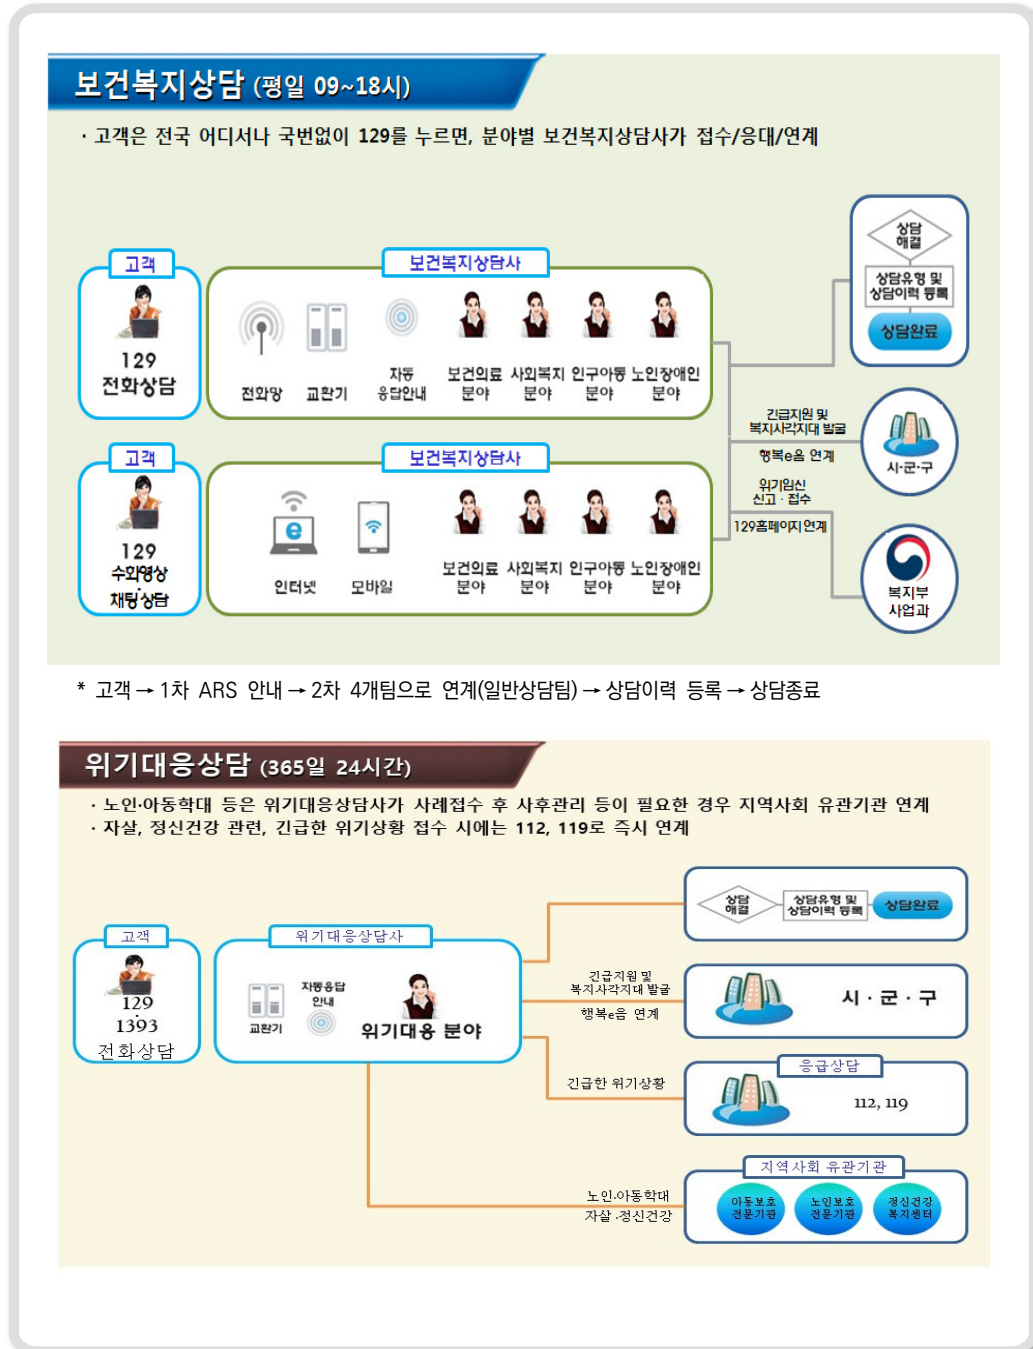 보건복지상담 (평일 09~18시)
· 고객은 전국 어디서나 국번없이 129를 누르면, 분야별 보건복지상담사가 접수/응대/연계
고객
129
전화상담
보건복지상담사
전화망
교환기
자동
응답안내
보건의료
분야
사회복지
분야
인구아동
분야
노인장애인
분야
상담
해결
상담유형 및
상담이력 등록
상담완료
긴급지원 및
복지사각지대 발굴
행복e음 연계
시·군·구
고객
129
수화영상
·
채팅상담
보건복지상담사
인터넷
모바일
보건의료
분야
사회복지
분야
인구아동
분야
노인장애인
분야
위기임신
신고·접수
129홈페이지연계
복지부
사업과
* 고객 → 1차 ARS 안내 → 2차 4개팀으로 연계(일반상담팀) → 상담이력 등록 → 상담종료
위기대응상담 (365일 24시간)
· 노인·아동학대 등은 위기대응상담사가 사례접수 후 사후관리 등이 필요한 경우 지역사회 유관기관 연계
· 자살, 정신건강 관련, 긴급한 위기상황 접수 시에는 112, 119로 즉시 연계
고객
129
·
1393
전화상담
위기대응상담사
교환기
자동응답
안내
위기대응 분야
상담
해결
상담유형 및
상담이력 등록
상담완료
긴급지원 및
복지사각지대 발굴
행복e음 연계
시·군·구
긴급한 위기상황
응급상담
112, 119
노인·아동학대
자살·정신건강
지역사회 유관기관
아동보호
전문기관
노인보호
전문기관
정신건강
복지센터